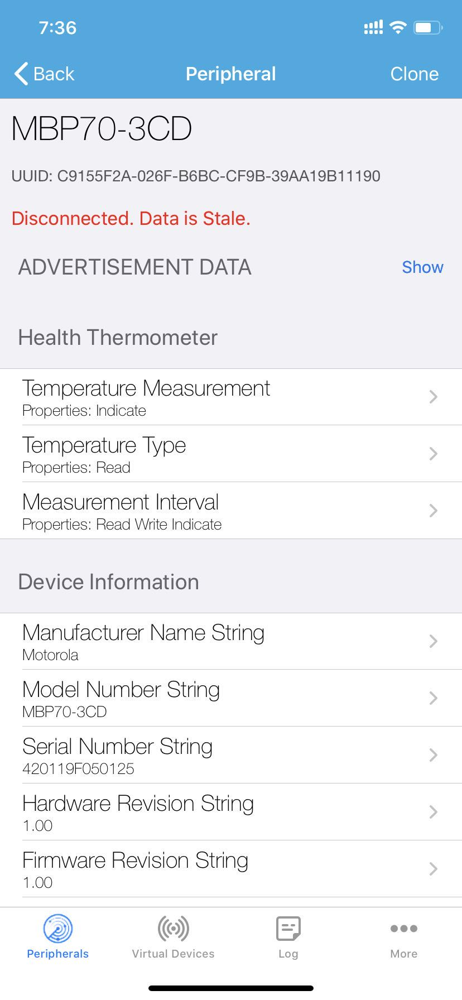 7:36
Back
Peripheral
Clone
MBP70-3CD
UUID: C9155F2A-026F-B6BC-CF9B-39AA19B11190
Disconnected. Data is Stale.
ADVERTISEMENT DATA
Show
Health Thermometer
Temperature Measurement
Properties: Indicate
Temperature Type
Properties: Read
Measurement Interval
Properties: Read Write Indicate
Device Information
Manufacturer Name String
Motorola
Model Number String
MBP70-3CD
Serial Number String
420119F050125
Hardware Revision String
1.00
Firmware Revision String
1.00
Peripherals
Virtual Devices
Log
More